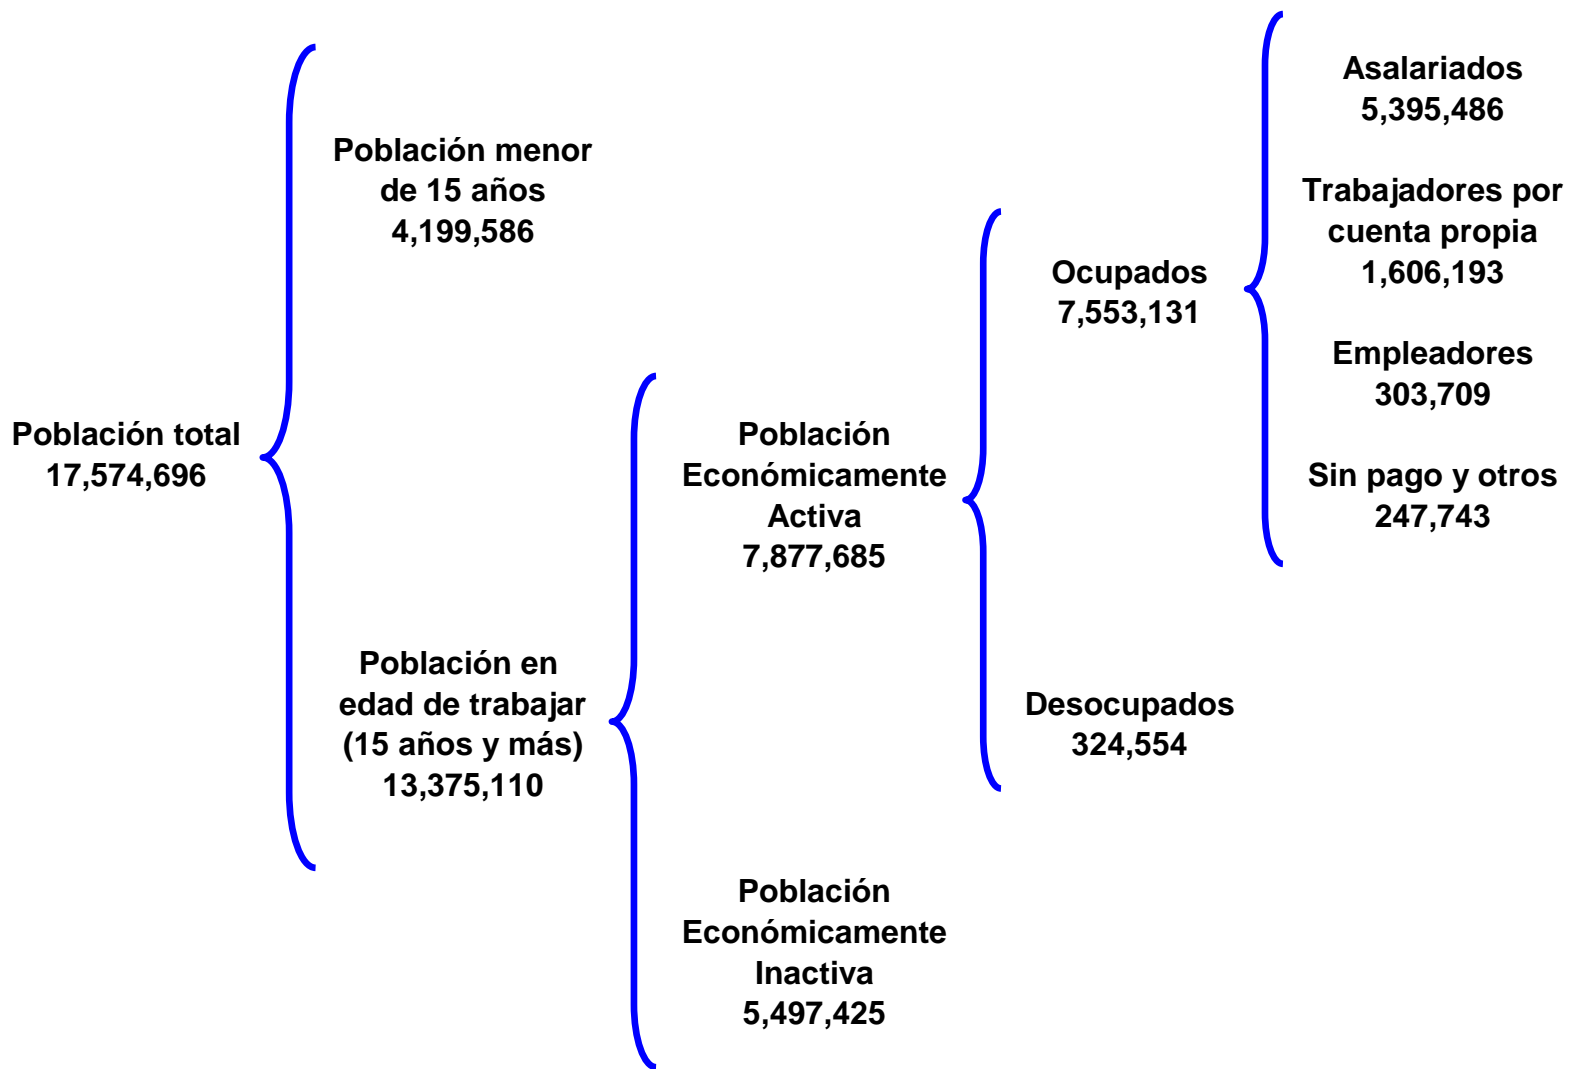 Población total
17,574,696
Población menor
de 15 años
4,199,586
Población en
edad de trabajar
(15 años y más)
13,375,110
Población
Económicamente
Activa
7,877,685
Población
Económicamente
Inactiva
5,497,425
Ocupados
7,553,131
Desocupados
324,554
Asalariados
5,395,486
Trabajadores por
cuenta propia
1,606,193
Empleadores
303,709
Sin pago y otros
247,743